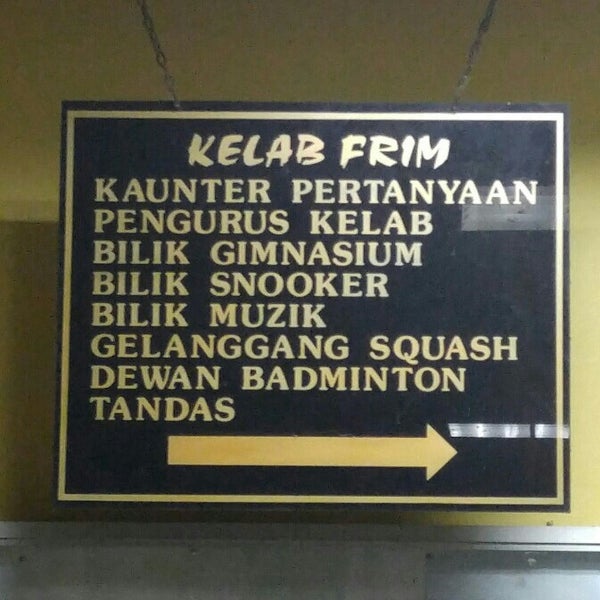 KELAB FRIM
KAUNTER PERTANYAAN
PENGURUS KELAB
BILIK GIMNASIUM
BILIK SNOOKER
BILIK MUZIK
GELANGGANG SQUASH
DEWAN BADMINTON
TANDAS